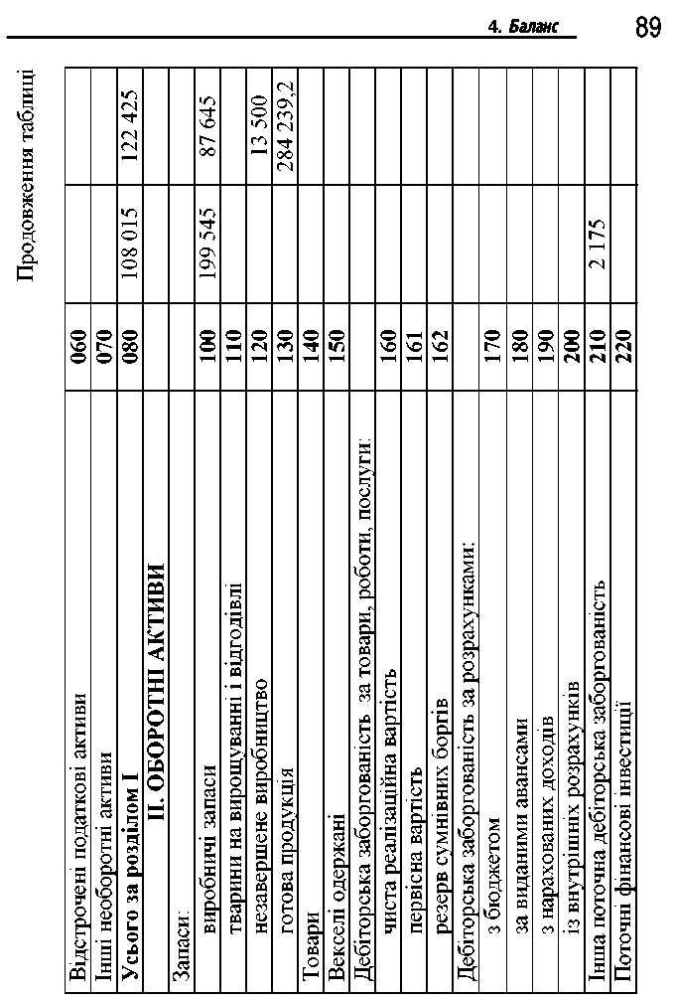 4. Баланс 89
Продовження таблиці
Відстрочені податкові активи 060
Інші необоротні активи 070
Усього за розділом I 080 108 015 122 425
II. ОБОРОТНІ АКТИВИ
Запаси:
виробничі запаси 100 199 545 87 645
тварини на вирощуванні і відгодівлі 110
незавершене виробництво 120 13 500
готова продукція 130 284 239,2
Товари 140
Векселі одержані 150
Дебіторська заборгованість за товари, роботи, послуги:
чиста реалізаційна вартість 160
первісна вартість 161
резерв сумнівних боргів 162
Дебіторська заборгованість за розрахунками:
з бюджетом 170
за виданими авансами 180
з нарахованих доходів 190
із внутрішніх розрахунків 200
Інша поточна дебіторська заборгованість 210 2 175
Поточні фінансові інвестиції 220